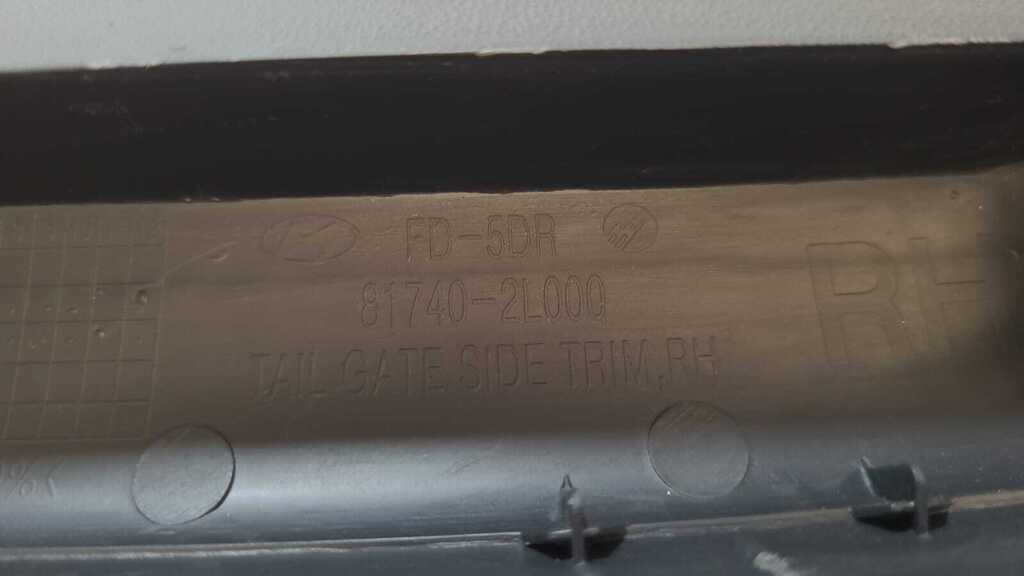 FD-5DR
81740-2L000
TAIL GATE SIDE TRIM,RH
RH